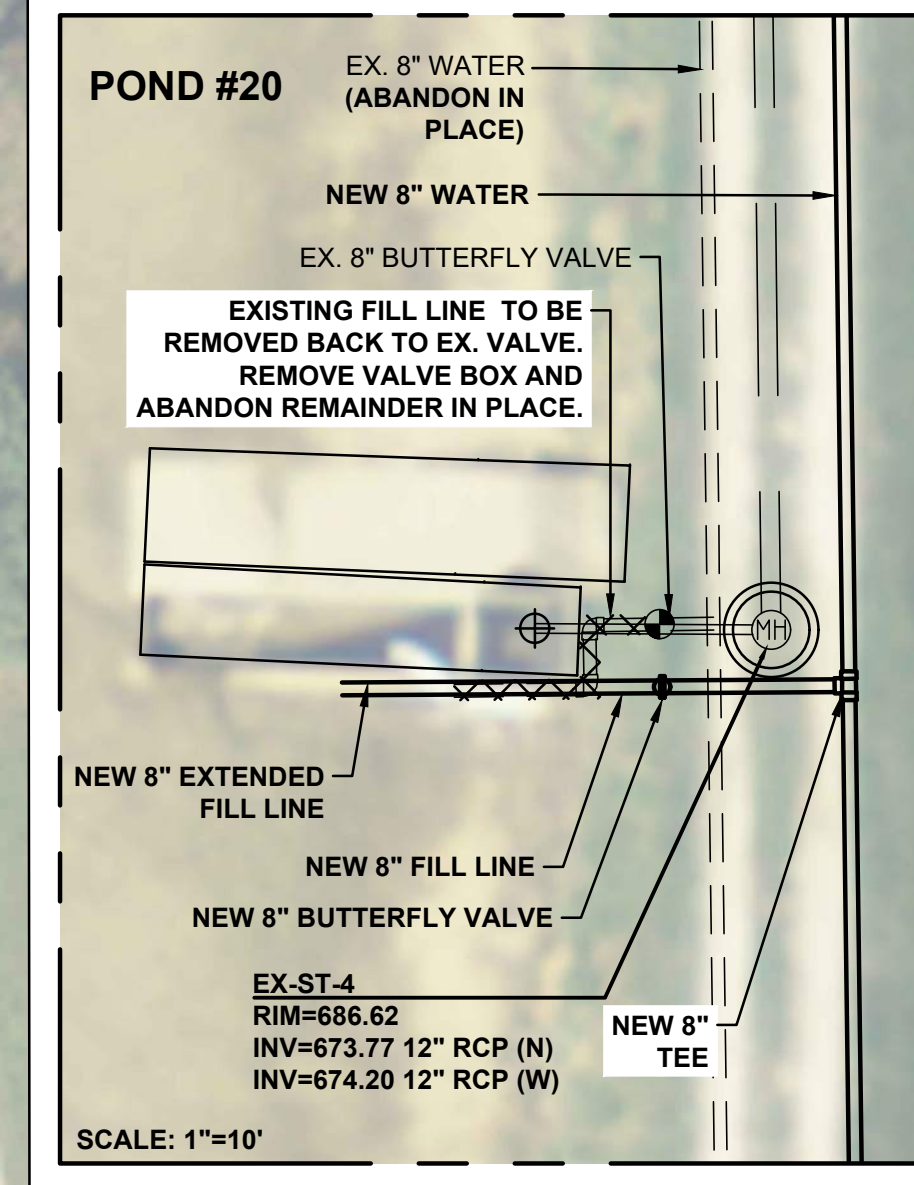 POND #20
EX. 8" WATER
(ABANDON IN
PLACE)
NEW 8" WATER
EX. 8" BUTTERFLY VALVE
EXISTING FILL LINE TO BE
REMOVED BACK TO EX. VALVE.
REMOVE VALVE BOX AND
ABANDON REMAINDER IN PLACE.
MH
NEW 8" EXTENDED
FILL LINE
NEW 8" FILL LINE
NEW 8" BUTTERFLY VALVE
EX-ST-4
RIM=686.62
INV=673.77 12" RCP (N)
INV=674.20 12" RCP (W)
NEW 8"
TEE
SCALE: 1"=10'